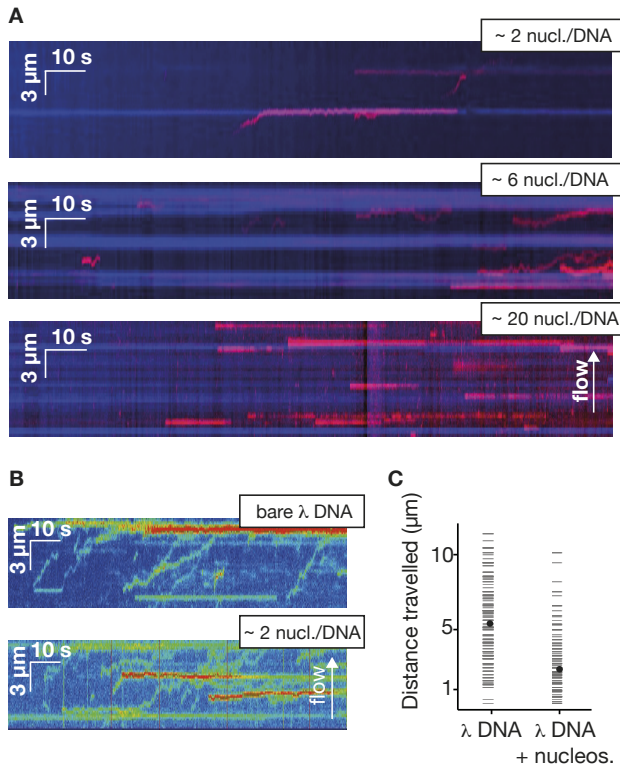 A
10 s
3 µm
~ 2 nucl./DNA
10 s
3 µm
~ 6 nucl./DNA
10 s
3 µm
~ 20 nucl./DNA
flow
B
10 s
3 µm
bare λ DNA
10 s
3 µm
~ 2 nucl./DNA
flow
C
Distance travelled (µm)
10
5
1
λ DNA
λ DNA
+ nucleos.